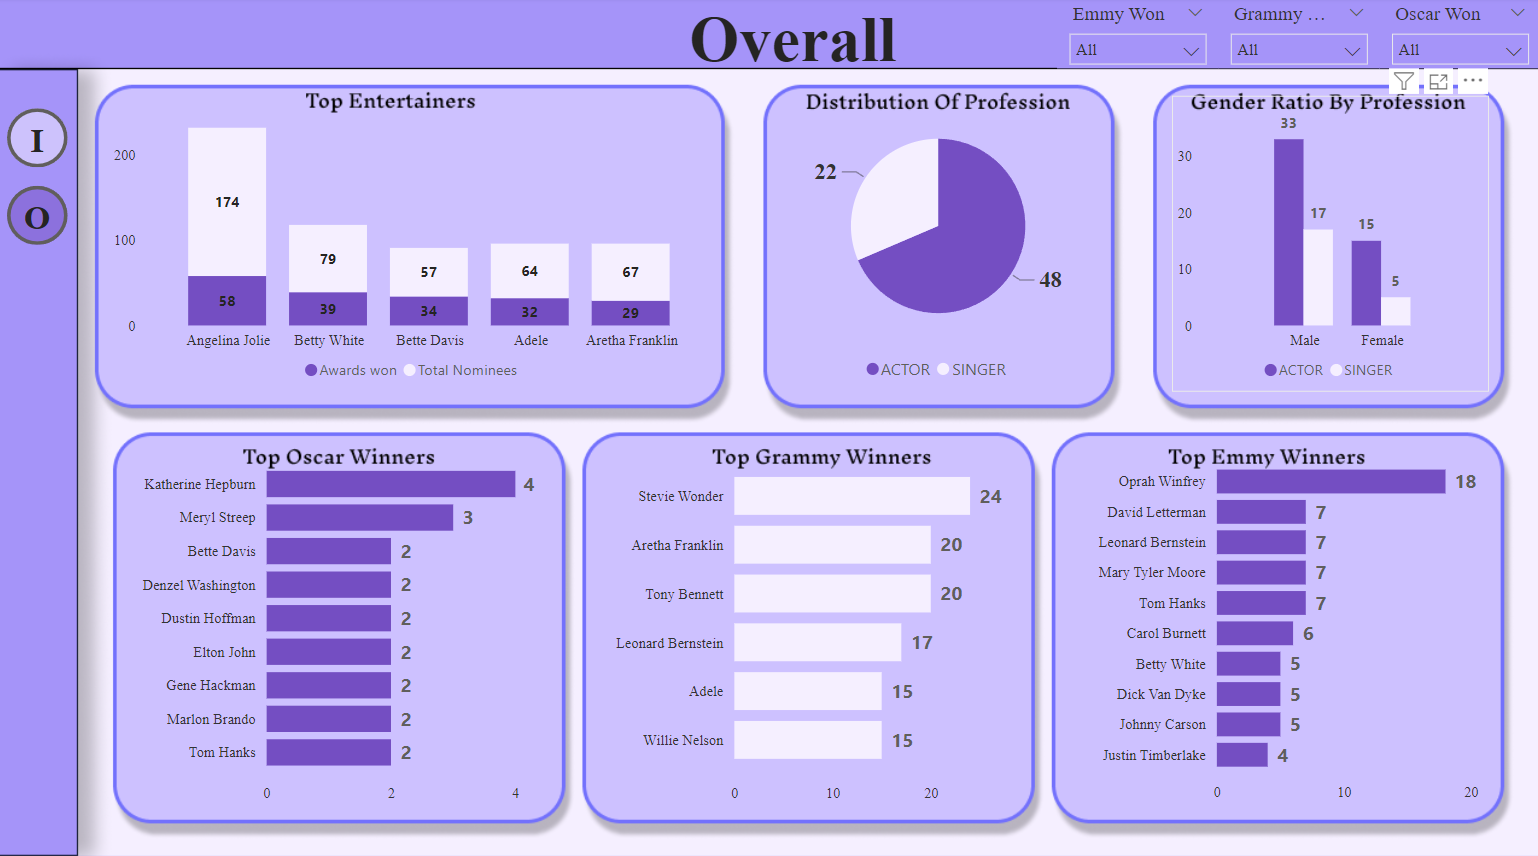 Overall
Emmy Won
Grammy ...
Oscar Won
All
All
All
I
O
Top Entertainers
200
100
0
174
58
79
39
57
34
64
32
67
29
Angelina Jolie
Betty White
Bette Davis
Adele
Aretha Franklin
Awards won
Total Nominees
Distribution Of Profession
22
48
ACTOR
SINGER
Gender Ratio By Profession
30
20
10
0
33
17
15
5
Male
Female
ACTOR
SINGER
Top Oscar Winners
Katherine Hepburn 4
Meryl Streep 3
Bette Davis 2
Denzel Washington 2
Dustin Hoffman 2
Elton John 2
Gene Hackman 2
Marlon Brando 2
Tom Hanks 2
0 2 4
Top Grammy Winners
Stevie Wonder 24
Aretha Franklin 20
Tony Bennett 20
Leonard Bernstein 17
Adele 15
Willie Nelson 15
0 10 20
Top Emmy Winners
Oprah Winfrey 18
David Letterman 7
Leonard Bernstein 7
Mary Tyler Moore 7
Tom Hanks 7
Carol Burnett 6
Betty White 5
Dick Van Dyke 5
Johnny Carson 5
Justin Timberlake 4
0 10 20